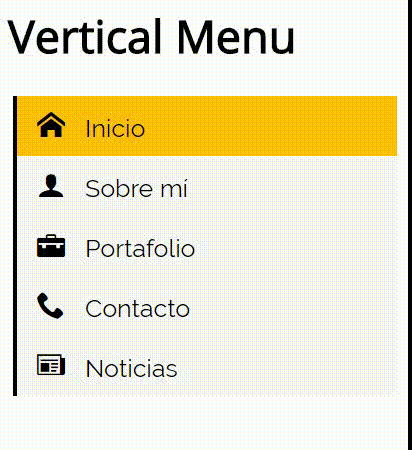 Vertical Menu
Inicio
Sobre mí
Portafolio
Contacto
Noticias